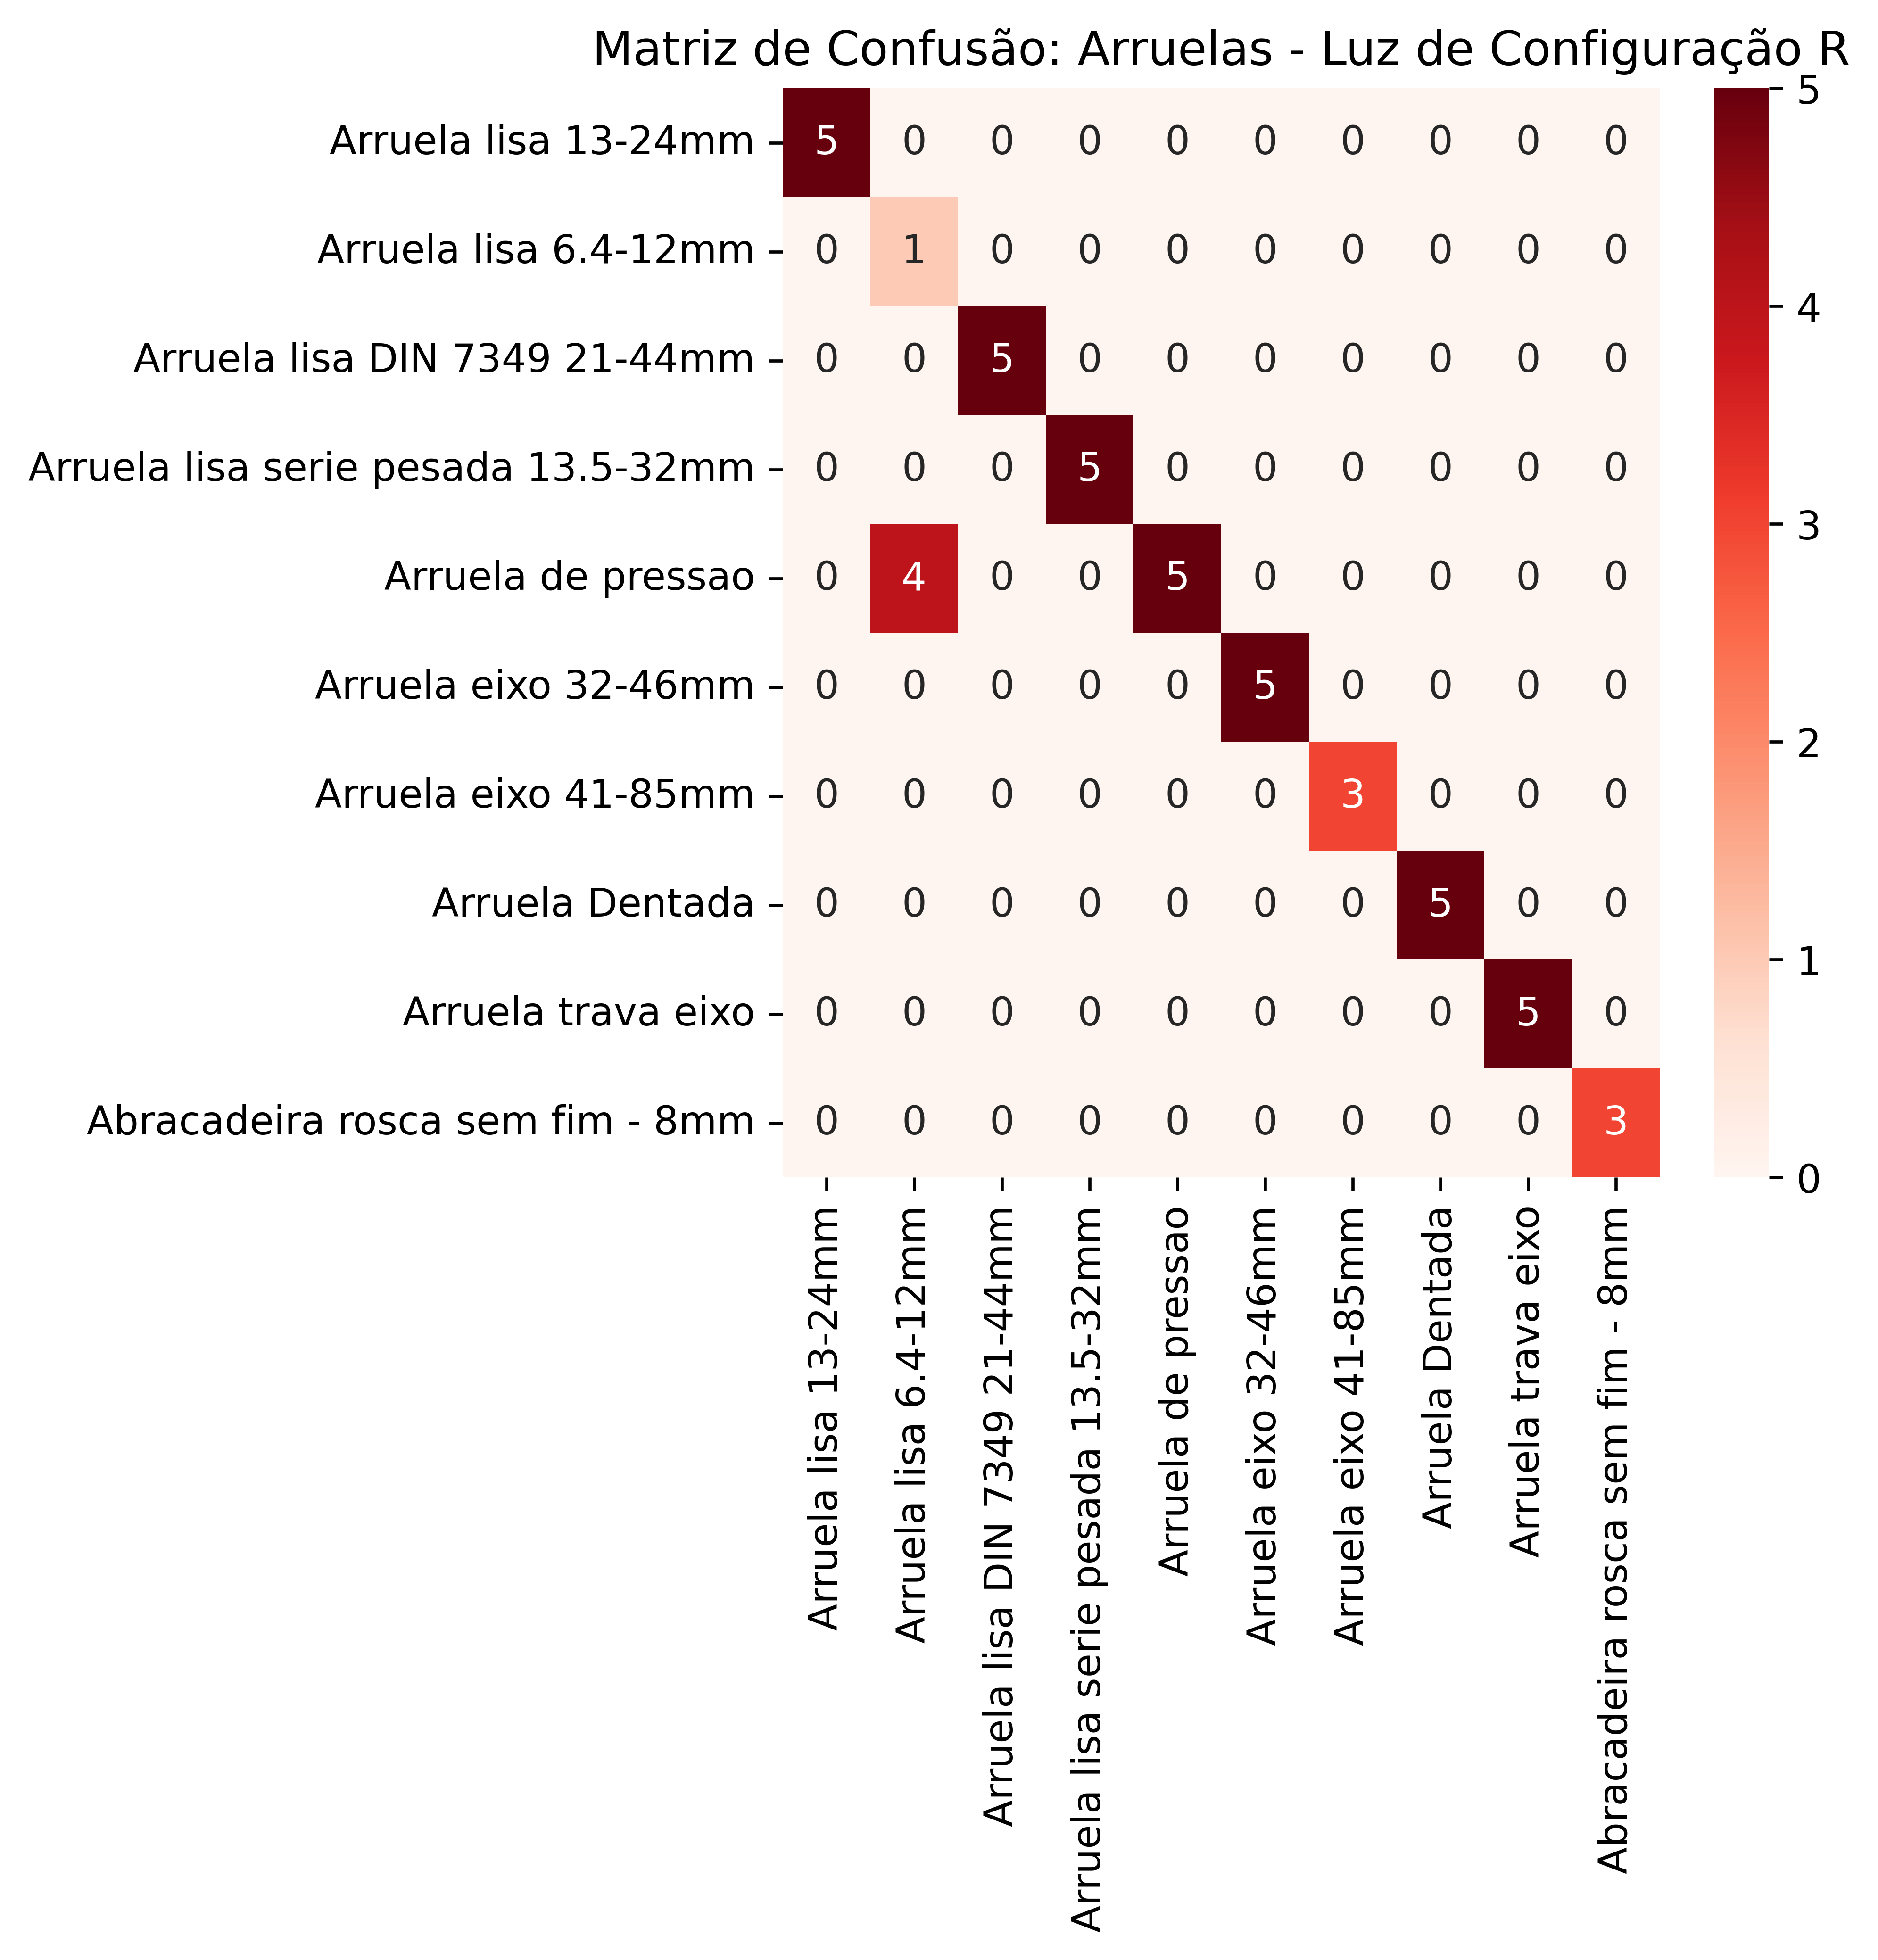 Matriz de Confusão: Arruelas - Luz de Configuração R
Arruela lisa 13-24mm 5 0 0 0 0 0 0 0 0 0
Arruela lisa 6.4-12mm 0 1 0 0 0 0 0 0 0 0
Arruela lisa DIN 7349 21-44mm 0 0 5 0 0 0 0 0 0 0
Arruela lisa serie pesada 13.5-32mm 0 0 0 5 0 0 0 0 0 0
Arruela de pressao 0 4 0 0 5 0 0 0 0 0
Arruela eixo 32-46mm 0 0 0 0 0 5 0 0 0 0
Arruela eixo 41-85mm 0 0 0 0 0 0 3 0 0 0
Arruela Dentada 0 0 0 0 0 0 0 5 0 0
Arruela trava eixo 0 0 0 0 0 0 0 0 5 0
Abracadeira rosca sem fim - 8mm 0 0 0 0 0 0 0 0 0 3
Arruela lisa 13-24mm
Arruela lisa 6.4-12mm
Arruela lisa DIN 7349 21-44mm
Arruela lisa serie pesada 13.5-32mm
Arruela de pressao
Arruela eixo 32-46mm
Arruela eixo 41-85mm
Arruela Dentada
Arruela trava eixo
Abracadeira rosca sem fim - 8mm
5
4
3
2
1
0